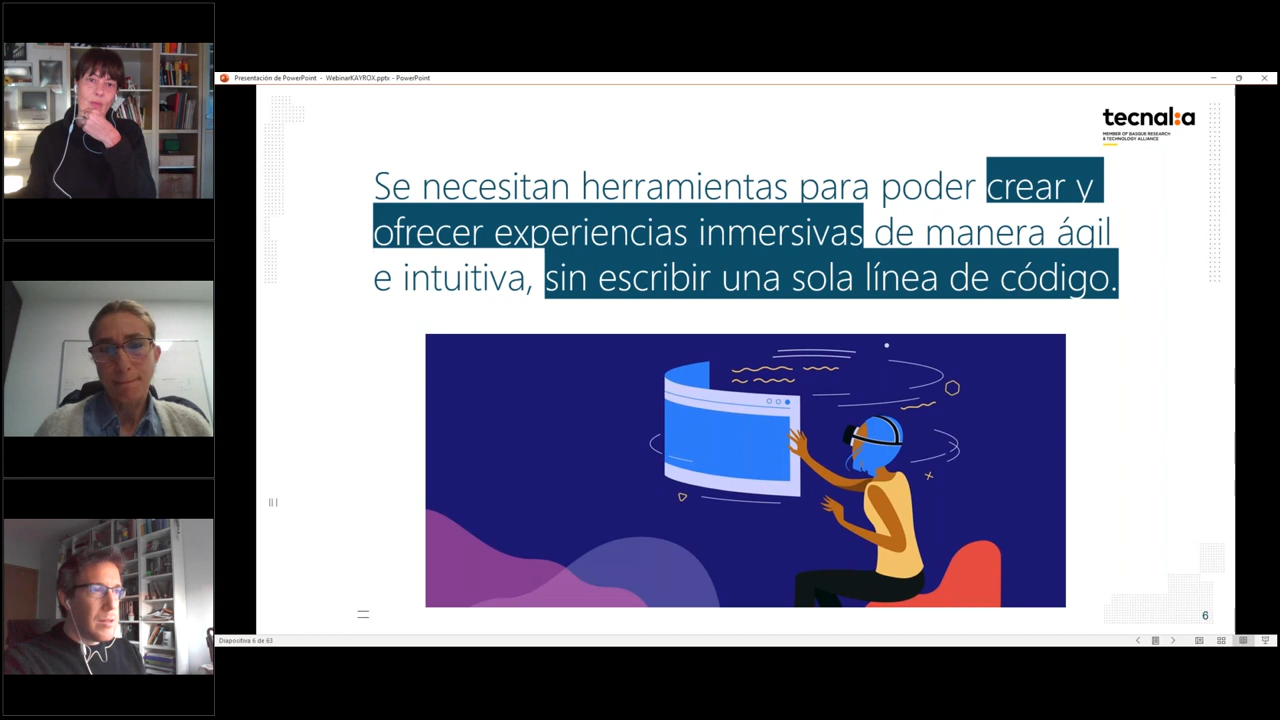 Presentación de PowerPoint - WebinarKAYROX.pptx - PowerPoint
tecnal:a
MEMBER OF BASQUE RESEARCH
& TECHNOLOGY ALLIANCE
Se necesitan herramientas para poder crear y
ofrecer experiencias inmersivas de manera ágil
e intuitiva, sin escribir una sola línea de código.
6
Diapositiva 6 de 63